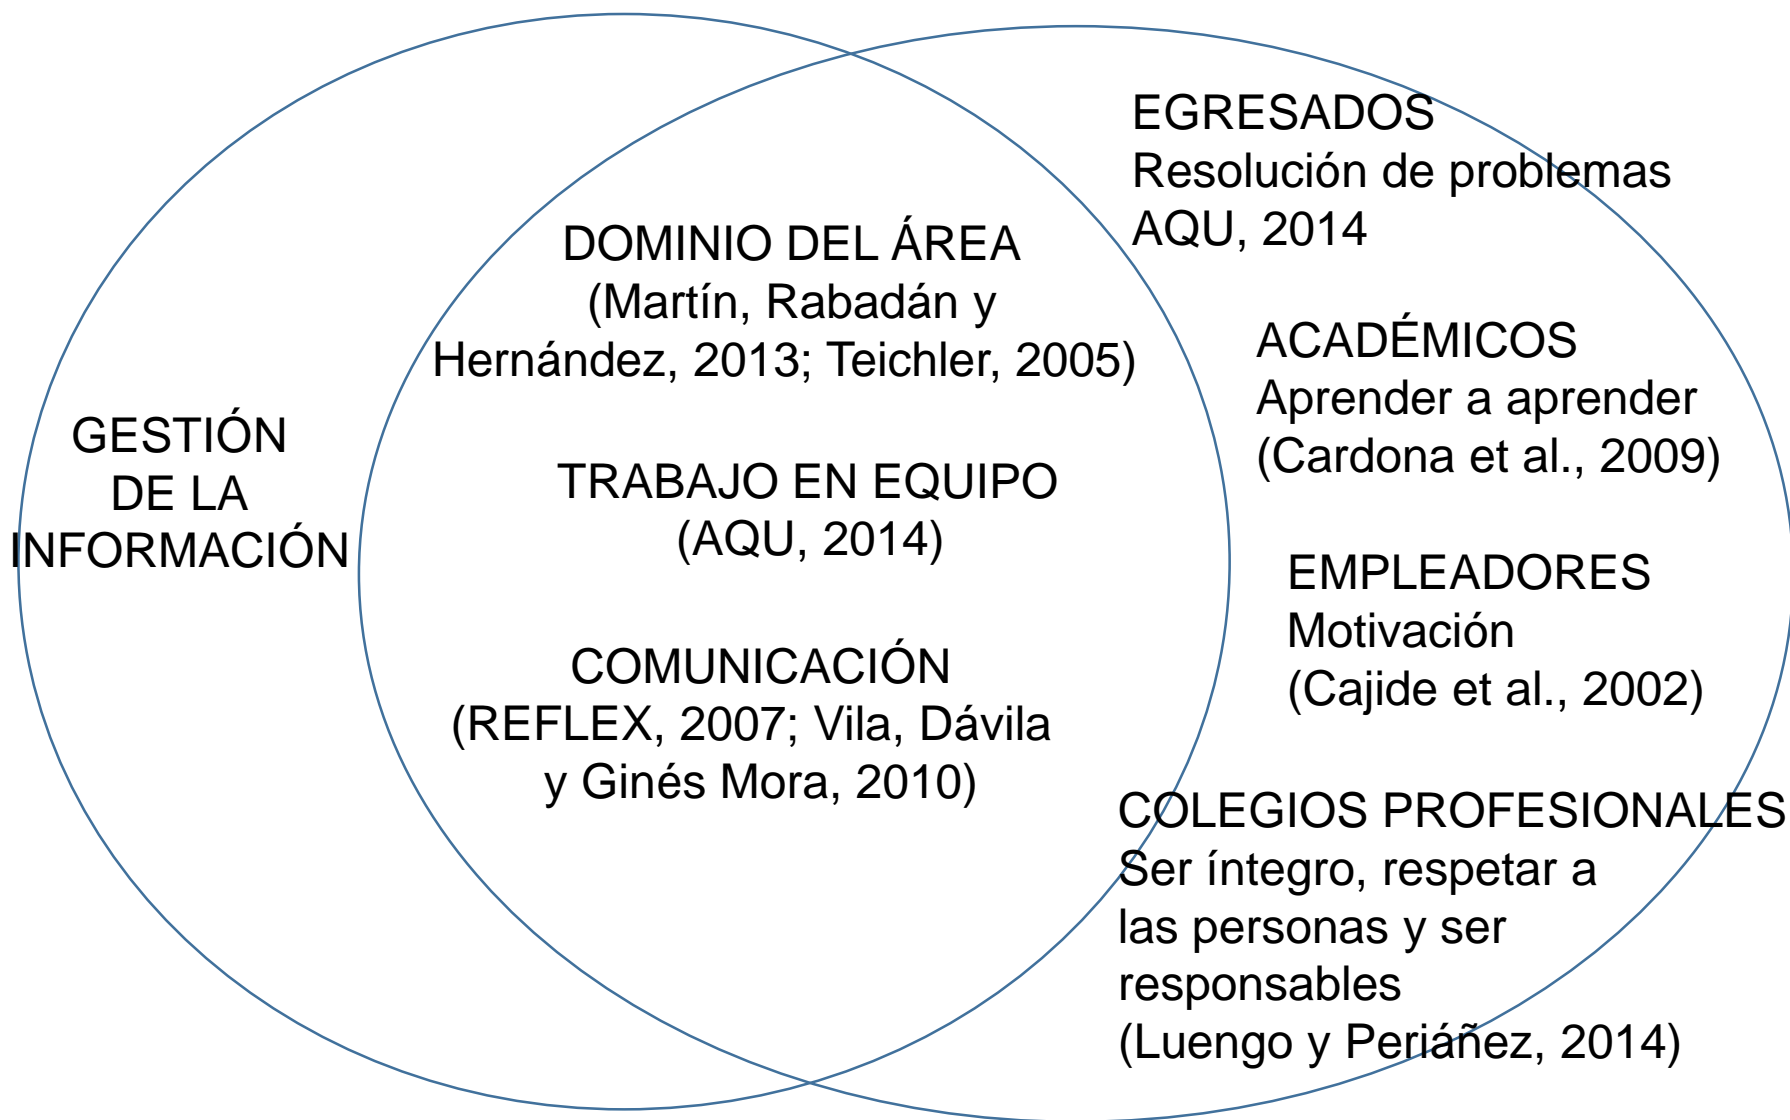 GESTIÓN
DE LA
INFORMACIÓN
DOMINIO DEL ÁREA
(Martín, Rabadán y
Hernández, 2013; Teichler, 2005)
TRABAJO EN EQUIPO
(AQU, 2014)
COMUNICACIÓN
(REFLEX, 2007; Vila, Dávila
y Ginés Mora, 2010)
EGRESADOS
Resolución de problemas
AQU, 2014
ACADÉMICOS
Aprender a aprender
(Cardona et al., 2009)
EMPLEADORES
Motivación
(Cajide et al., 2002)
COLEGIOS PROFESIONALES
Ser íntegro, respetar a
las personas y ser
responsables
(Luengo y Periáñez, 2014)